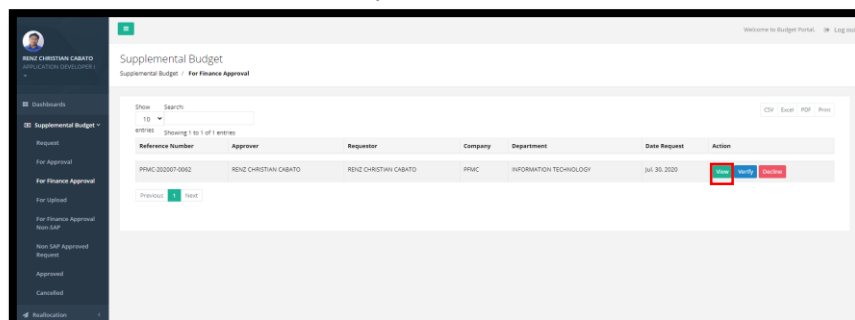 Welcome to Budget Portal.
Log out
RENZ CHRISTIAN CABATO
APPLICATION DEVELOPER I
Dashboards
Supplemental Budget
Request
For Approval
For Finance Approval
For Upload
For Finance Approval
Non-SAP
Non SAP Approved
Request
Approved
Cancelled
Reallocation
Supplemental Budget
Supplemental Budget / For Finance Approval
Show Search:
10
entries Showing 1 to 1 of 1 entries
CSV Excel PDF Print
Reference Number Approver Requestor Company Department Date Request Action
PFMC-202007-0062 RENZ CHRISTIAN CABATO RENZ CHRISTIAN CABATO PFMC INFORMATION TECHNOLOGY Jul. 30, 2020 View Verify Decline
Previous 1 Next